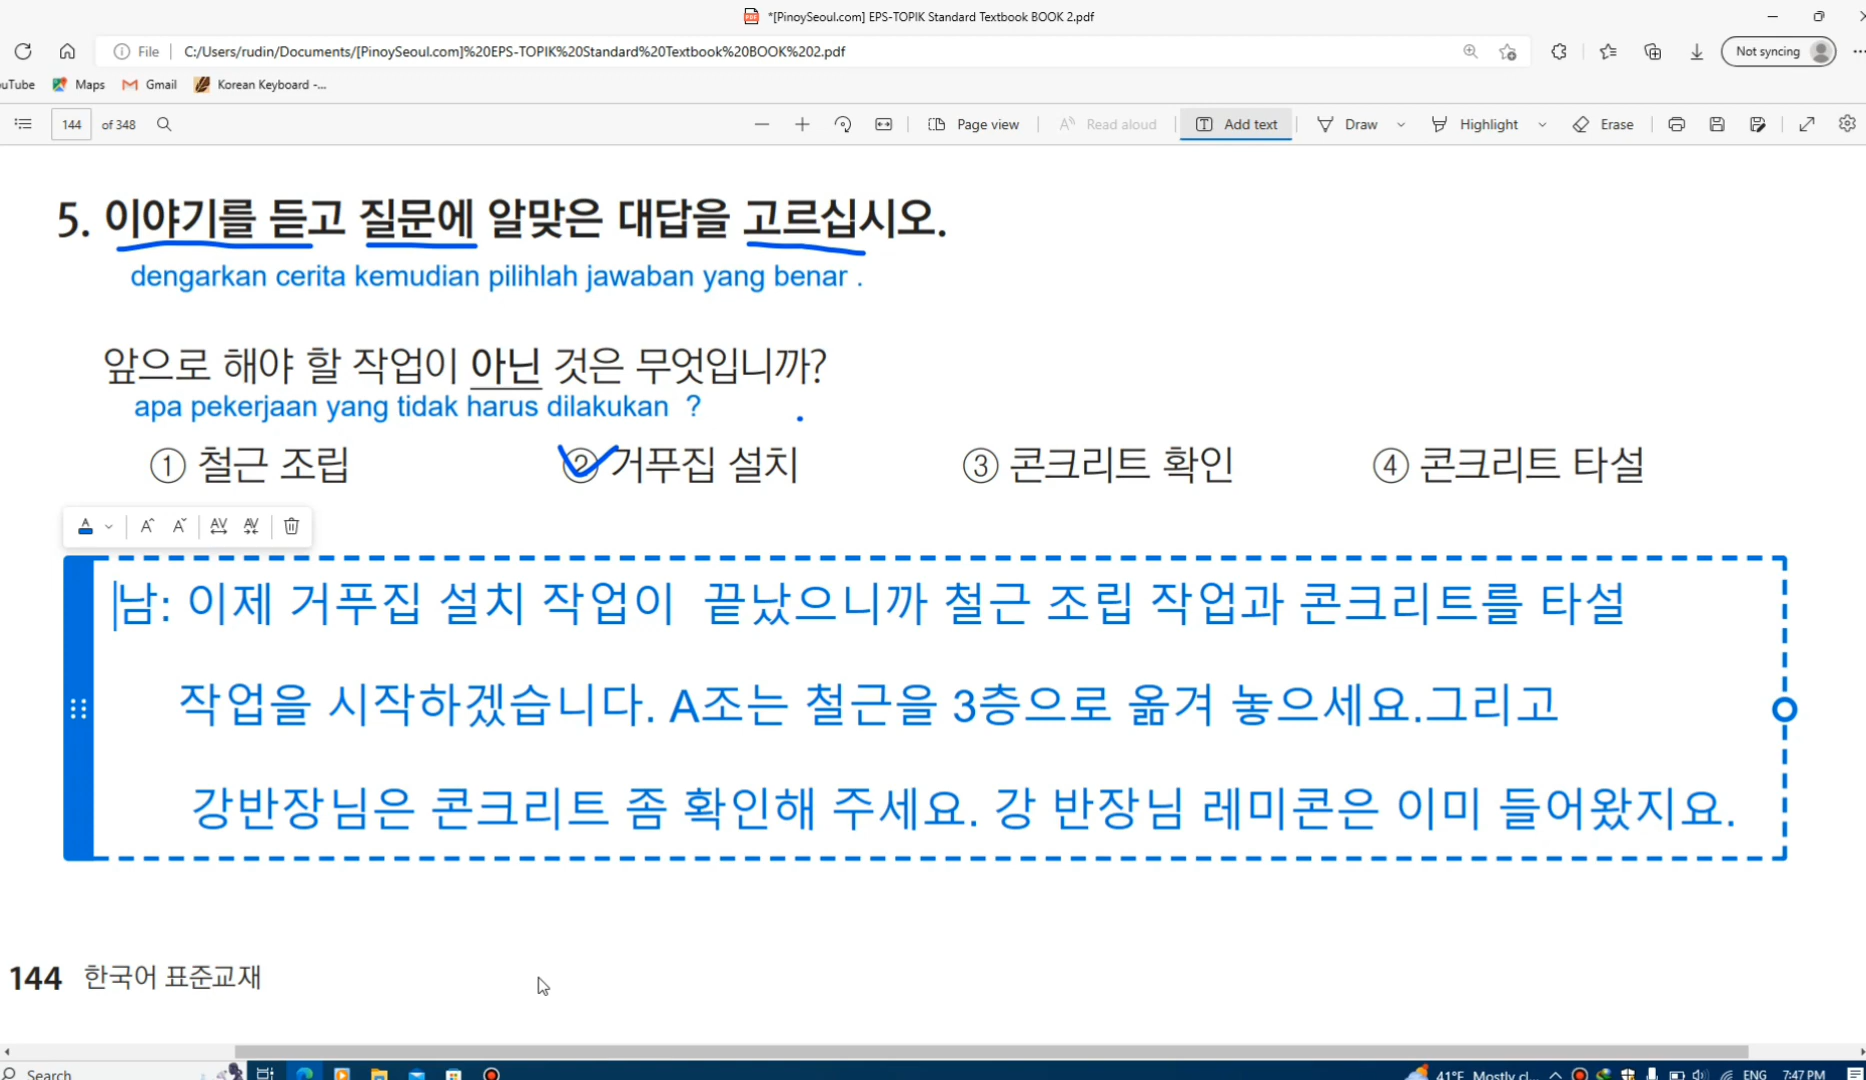 *[PinoySeoul.com] EPS-TOPIK Standard Textbook BOOK 2.pdf
File C:/Users/rudin/Documents/[PinoySeoul.com]%20EPS-TOPIK%20Standard%20Textbook%20BOOK%202.pdf Not syncing
uTube Maps Gmail Korean Keyboard -...
144 of 348 Page view Read aloud Add text Draw Highlight Erase
5. 이야기를 듣고 질문에 알맞은 대답을 고르십시오.
dengarkan cerita kemudian pilihlah jawaban yang benar .
앞으로 해야 할 작업이 아닌 것은 무엇입니까?
apa pekerjaan yang tidak harus dilakukan ?
① 철근 조립 ② 거푸집 설치 ③ 콘크리트 확인 ④ 콘크리트 타설
남: 이제 거푸집 설치 작업이 끝났으니까 철근 조립 작업과 콘크리트를 타설
작업을 시작하겠습니다. A조는 철근을 3층으로 옮겨 놓으세요.그리고
강반장님은 콘크리트 좀 확인해 주세요. 강 반장님 레미콘은 이미 들어왔지요.
144 한국어 표준교재
Search 41°F Mostly cl... ENG 7:47 PM